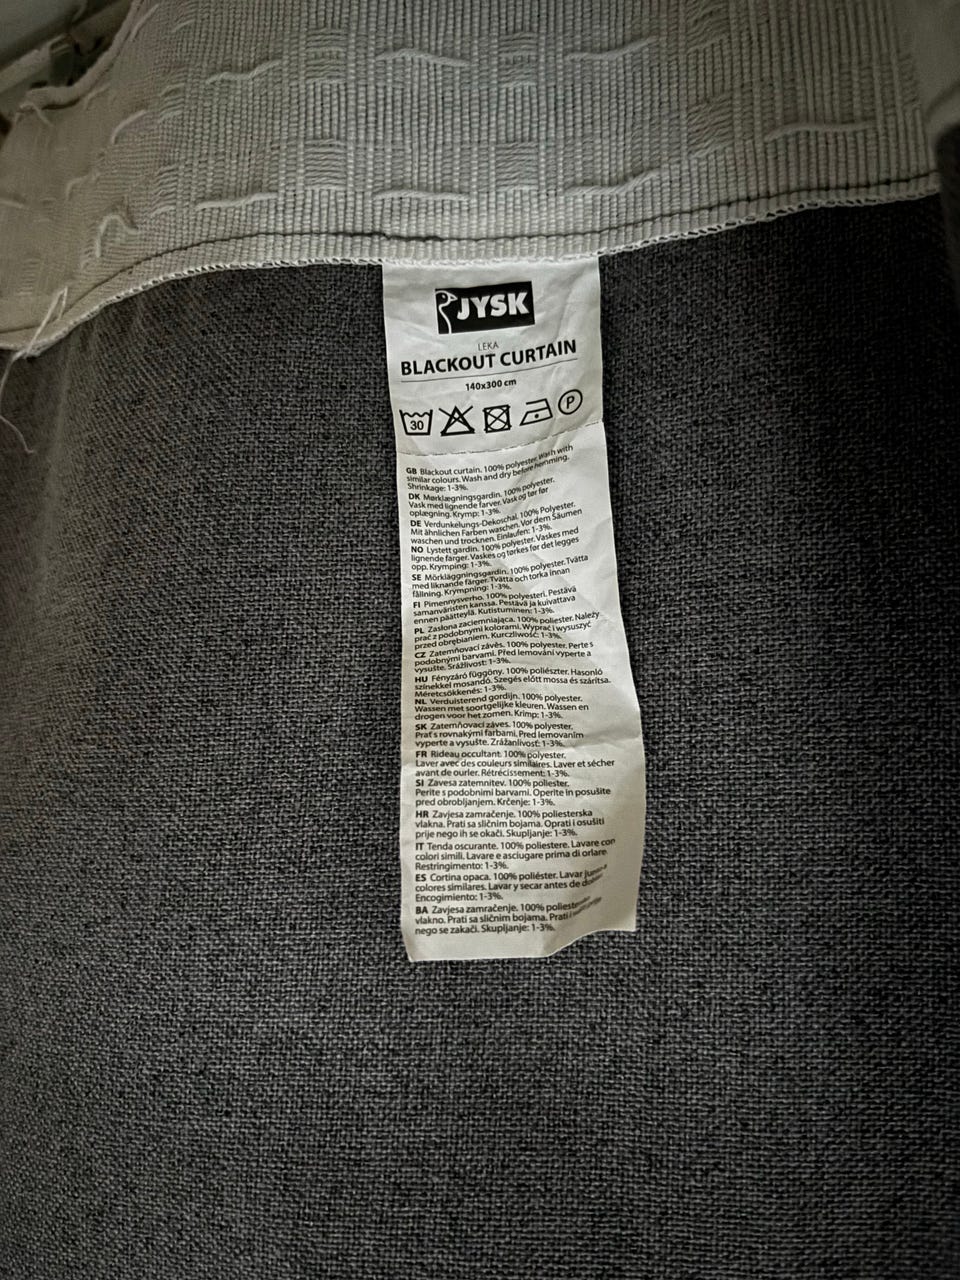 JYSK
LEKA
BLACKOUT CURTAIN
140x300 cm
30
P
GB Blackout curtain. 100% polyester. Wash with
similar colours. Wash and dry before hemming.
Shrinkage: 1-3%.
DK Mørklægningsgardin. 100% polyester.
Vask med lignende farver. Vask og tør før
oplægning. Krymp: 1-3%.
DE Verdunkelungs-Dekoschal. 100% Polyester.
Mit ähnlichen Farben waschen. Vor dem Säumen
waschen und trocknen. Einlaufen: 1-3%.
NO Lystett gardin. 100% polyester. Vaskes med
lignende farger. Vaskes og tørkes før det legges
opp. Krymping: 1-3%.
SE Mörkläggningsgardin. 100% polyester. Tvätta
med liknande färger. Tvätta och torka innan
fållning. Krympning: 1-3%.
FI Pimennysverho. 100% polyesteri. Pestävä
samanväristen kanssa. Pestävä ja kuivattava
ennen päättelyä. Kutistuminen: 1-3%.
PL Zasłona zaciemniająca. 100% poliester. Należy
prać z podobnymi kolorami. Wyprać i wysuszyć
przed obrębianiem. Kurczliwość: 1-3%.
CZ Zatemňovací závěs. 100% polyester. Perte s
podobnými barvami. Před lemování vyperte a
vysušte. Srážlivost: 1-3%.
HU Fényzáró függöny. 100% poliészter. Hasonló
színekkel mosandó. Szegés előtt mossa és szárítsa.
Méretcsökkenés: 1-3%.
NL Verduisterend gordijn. 100% polyester.
Wassen met soortgelijke kleuren. Wassen en
drogen voor het zomen. Krimp: 1-3%.
SK Zatemňovací záves. 100% polyester.
Prať s rovnakými farbami. Pred lemovaním
vyperte a vysušte. Zrážanlivosť: 1-3%.
FR Rideau occultant. 100% polyester.
Laver avec des couleurs similaires. Laver et sécher
avant de ourler. Rétrécissement: 1-3%.
SI Zavesa zatemnitev. 100% poliester.
Perite s podobnimi barvami. Operite in posušite
pred obrobljanjem. Krčenje: 1-3%.
HR Zavjesa zamračenje. 100% poliesterska
vlakna. Prati sa sličnim bojama. Oprati i osušiti
prije nego ih se okači. Skupljanje: 1-3%.
IT Tenda oscurante. 100% poliestere. Lavare con
colori simili. Lavare e asciugare prima di orlare.
Restringimento: 1-3%.
ES Cortina opaca. 100% poliéster. Lavar junto a
colores similares. Lavar y secar antes de
Encogimiento: 1-3%.
BA Zavjesa zamračenje. 100% poliestersko
vlakno. Prati sa sličnim bojama. Prati i prije
nego se zakači. Skupljanje: 1-3%.